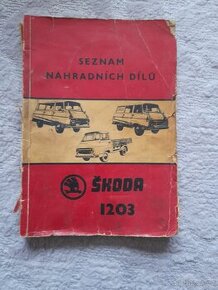 SEZNAM
NÁHRADNÍCH DÍLŮ
ŠKODA
1203